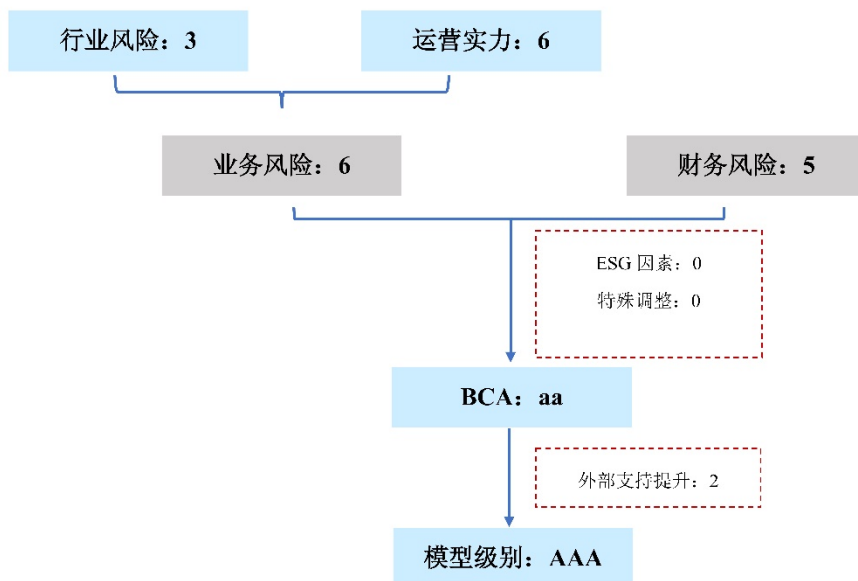 行业风险：3
运营实力：6
业务风险：6
财务风险：5
ESG 因素：0
特殊调整：0
BCA：aa
外部支持提升：2
模型级别：AAA